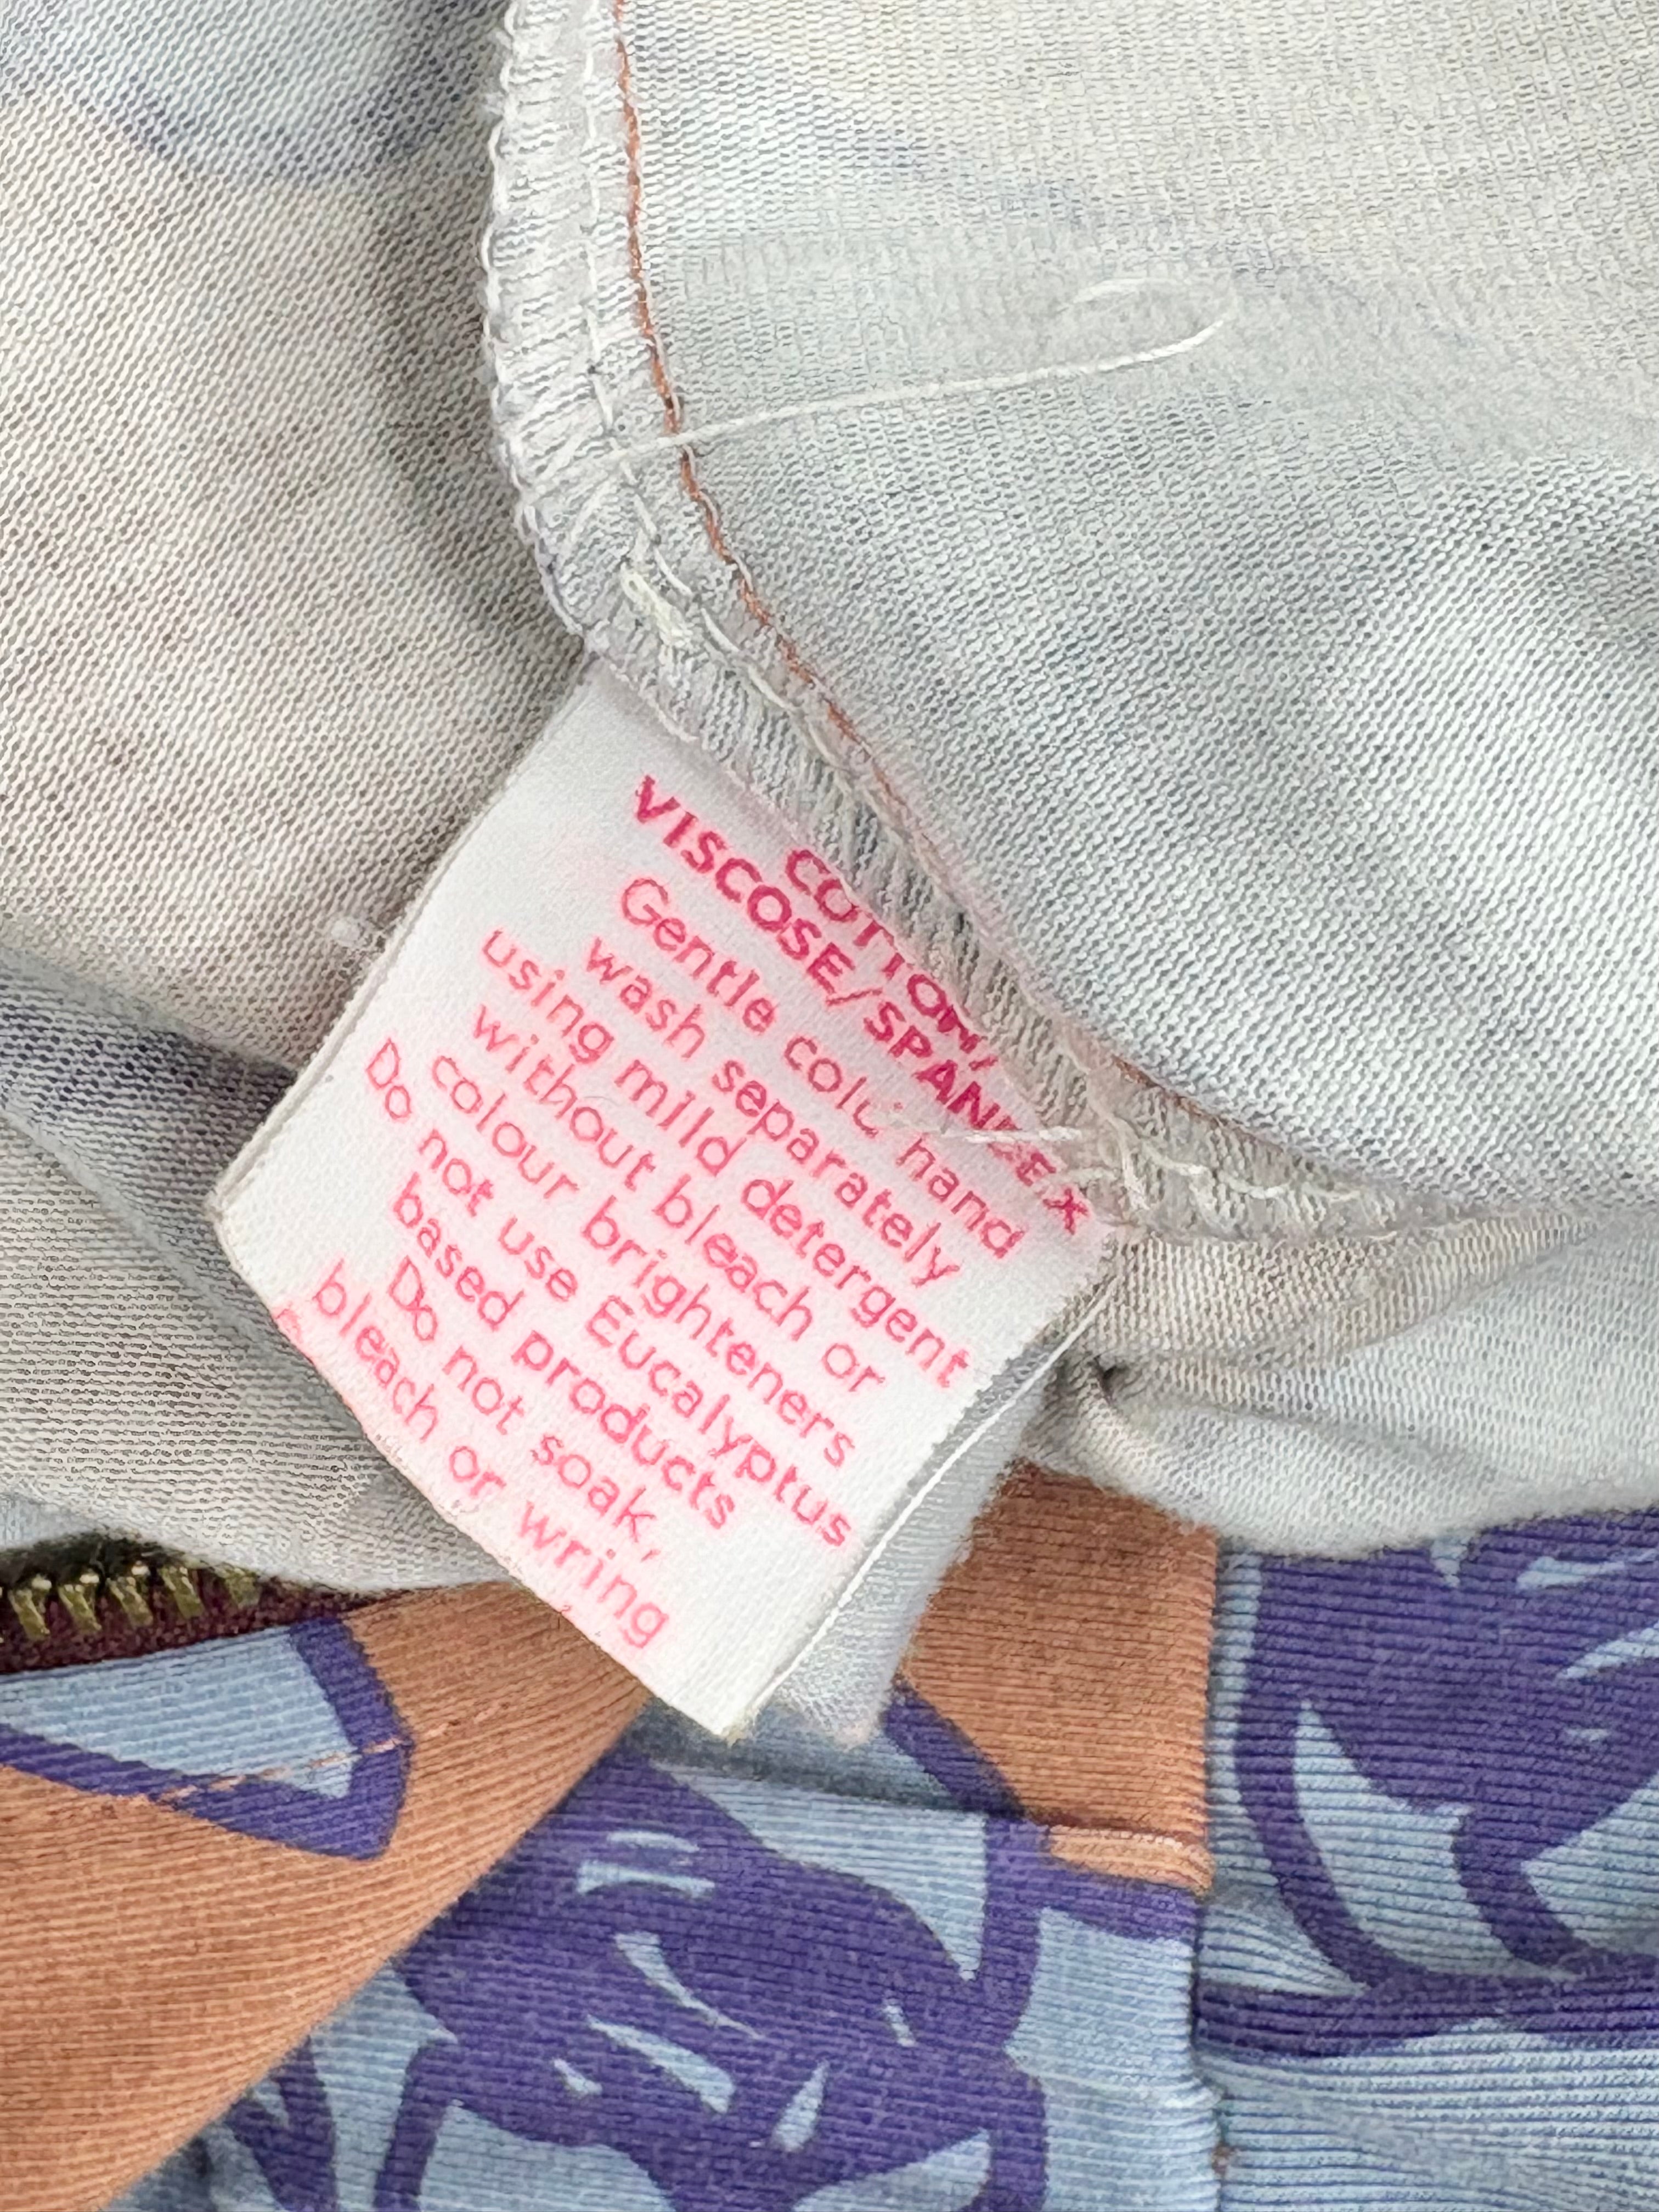 COTTON/
VISCOSE/SPANDEX
Gentle cold hand
wash separately
using mild detergent
without bleach or
colour brighteners
Do not use Eucalyptus
based products
Do not soak,
bleach or wring